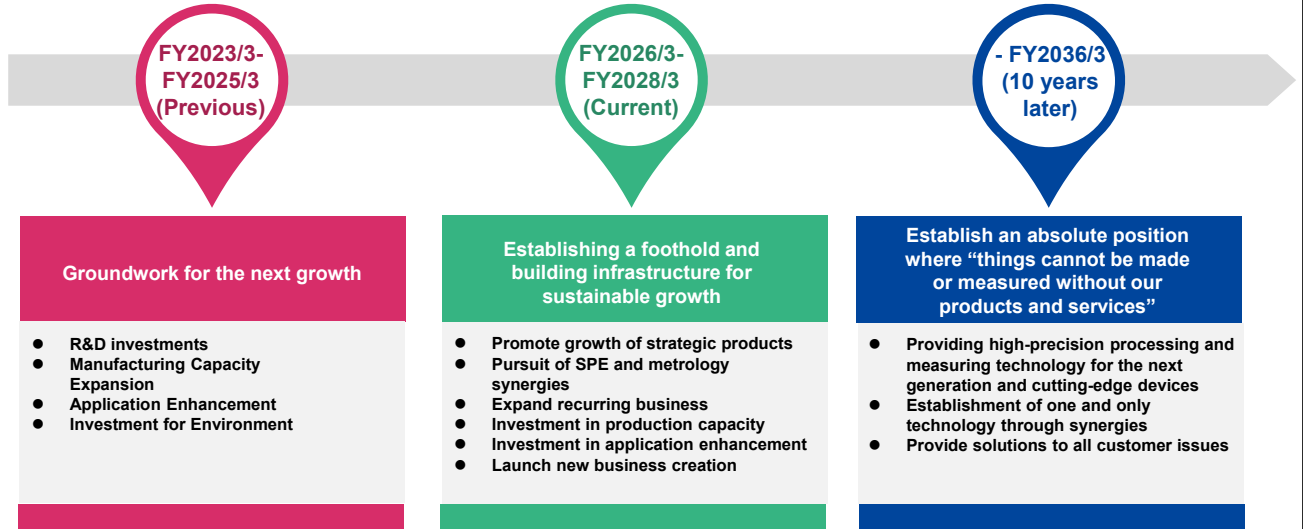 FY2023/3-
FY2025/3
(Previous)
FY2026/3-
FY2028/3
(Current)
- FY2036/3
(10 years
later)
Groundwork for the next growth
● R&D investments
● Manufacturing Capacity
Expansion
● Application Enhancement
● Investment for Environment
Establishing a foothold and
building infrastructure for
sustainable growth
● Promote growth of strategic products
● Pursuit of SPE and metrology
synergies
● Expand recurring business
● Investment in production capacity
● Investment in application enhancement
● Launch new business creation
Establish an absolute position
where “things cannot be made
or measured without our
products and services”
● Providing high-precision processing and
measuring technology for the next
generation and cutting-edge devices
● Establishment of one and only
technology through synergies
● Provide solutions to all customer issues